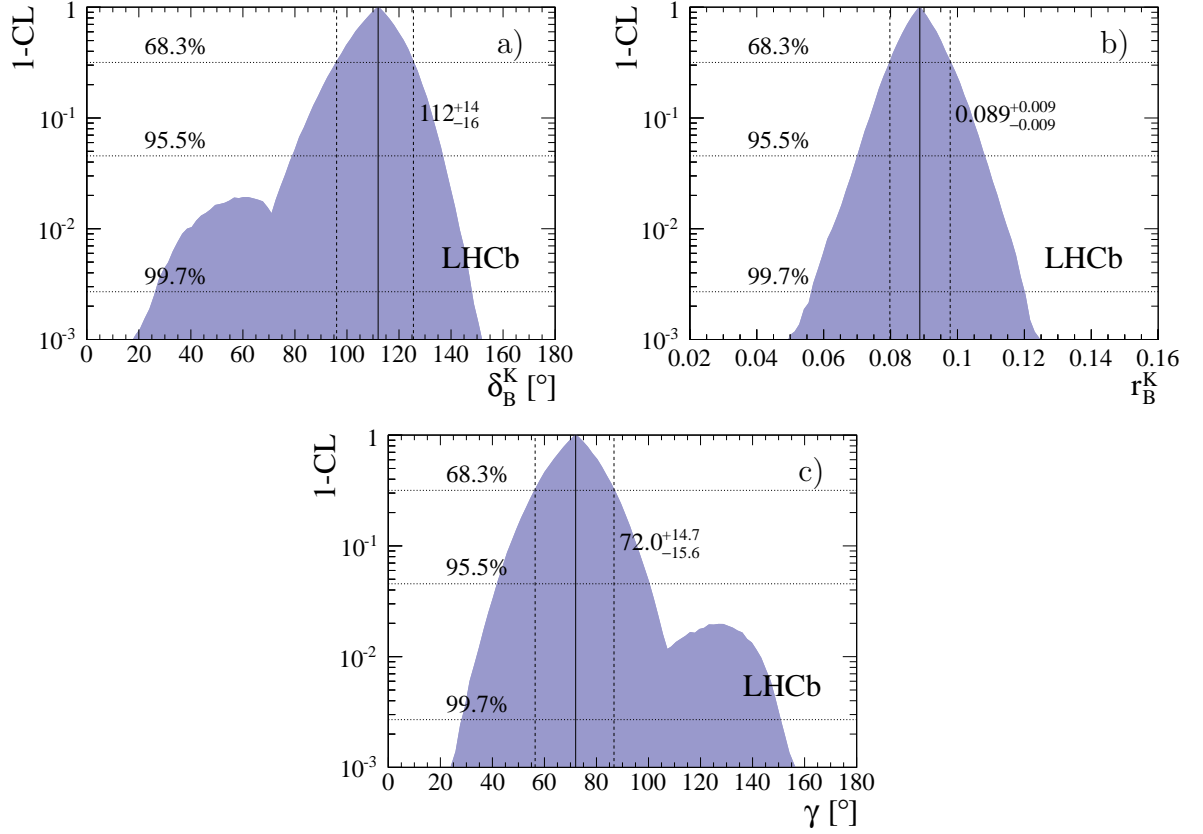 a)
1-CL
1
68.3%
112 +14 -16
10^-1
95.5%
10^-2
LHCb
99.7%
10^-3
0 20 40 60 80 100 120 140 160 180
δ_B^K [°]
b)
1-CL
1
68.3%
0.089 +0.009 -0.009
10^-1
95.5%
10^-2
LHCb
99.7%
10^-3
0.02 0.04 0.06 0.08 0.1 0.12 0.14 0.16
r_B^K
c)
1-CL
1
68.3%
72.0 +14.7 -15.6
10^-1
95.5%
10^-2
LHCb
99.7%
10^-3
0 20 40 60 80 100 120 140 160 180
γ [°]